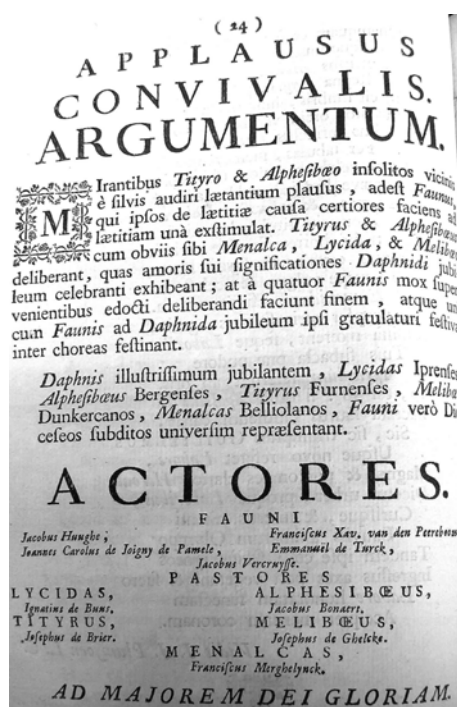 ( 24 )
APPLAUSUS
CONVIVALIS.
ARGUMENTUM.
MIrantibus Tityro & Alpheſibœo inſolitos vicinis
è ſilvis audiri lætantium plauſus , adeſt Faunus,
qui ipſos de lætitiæ cauſa certiores faciens ad
lætitiam unà exſtimulat. Tityrus & Alpheſibœus
cum obviis ſibi Menalca , Lycida, & Melibœo
deliberant, quas amoris ſui ſignificationes Daphnidi jubi
leum celebranti exhibeant ; at à quatuor Faunis mox ſuper
venientibus edocti deliberandi faciunt finem , atque un
cum Faunis ad Daphnida jubileum ipſi gratulaturi feſtiva
inter choreas feſtinant.
Daphnis illuſtriſſimum jubilantem , Lycidas Iprenſes
Alpheſibœus Bergenſes , Tityrus Furnenſes , Melibœ
Dunkercanos , Menalcas Belliolanos , Fauni verò Di
ceſeos ſubditos univerſim repræſentant.
ACTORES.
FAUNI
Jacobus Huughe ; Franciſcus Xav. van den Peereboom
Joannes Carolus de Joigny de Pamele , Emmanuel de Turck ,
Jacobus Vercruyſſe.
PASTORES
LYCIDAS, ALPHESIBŒUS,
Ignatius de Buus. Jacobus Bonaers.
TITYRUS, MELIBŒUS,
Joſephus de Brier. Joſephus de Ghelcke.
MENALCAS,
Franciſcus Merghelynck.
AD MAJOREM DEI GLORIAM.